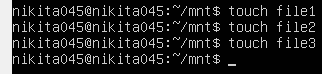 nikita045@nikita045:~/mnt$ touch file1
nikita045@nikita045:~/mnt$ touch file2
nikita045@nikita045:~/mnt$ touch file3
nikita045@nikita045:~/mnt$ _